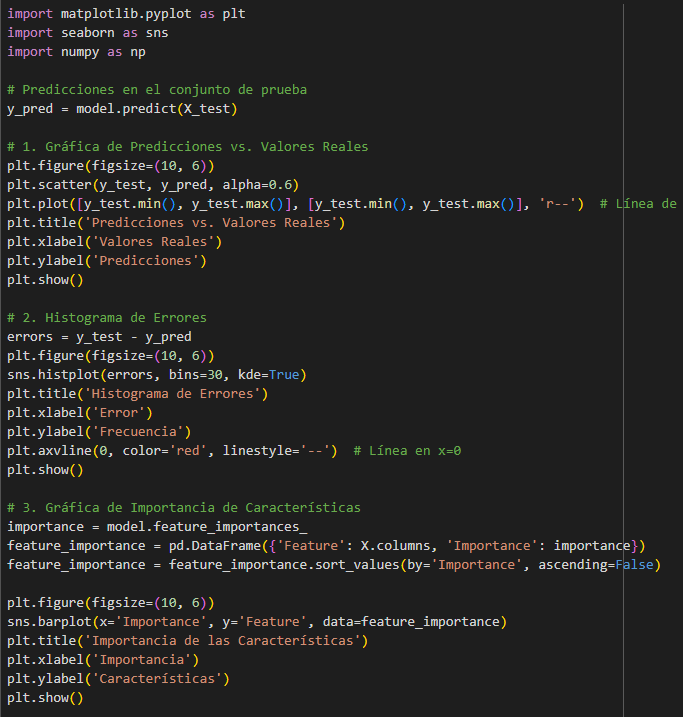 import matplotlib.pyplot as plt
import seaborn as sns
import numpy as np

# Predicciones en el conjunto de prueba
y_pred = model.predict(X_test)

# 1. Gráfica de Predicciones vs. Valores Reales
plt.figure(figsize=(10, 6))
plt.scatter(y_test, y_pred, alpha=0.6)
plt.plot([y_test.min(), y_test.max()], [y_test.min(), y_test.max()], 'r--')  # Línea de
plt.title('Predicciones vs. Valores Reales')
plt.xlabel('Valores Reales')
plt.ylabel('Predicciones')
plt.show()

# 2. Histograma de Errores
errors = y_test - y_pred
plt.figure(figsize=(10, 6))
sns.histplot(errors, bins=30, kde=True)
plt.title('Histograma de Errores')
plt.xlabel('Error')
plt.ylabel('Frecuencia')
plt.axvline(0, color='red', linestyle='--')  # Línea en x=0
plt.show()

# 3. Gráfica de Importancia de Características
importance = model.feature_importances_
feature_importance = pd.DataFrame({'Feature': X.columns, 'Importance': importance})
feature_importance = feature_importance.sort_values(by='Importance', ascending=False)

plt.figure(figsize=(10, 6))
sns.barplot(x='Importance', y='Feature', data=feature_importance)
plt.title('Importancia de las Características')
plt.xlabel('Importancia')
plt.ylabel('Características')
plt.show()